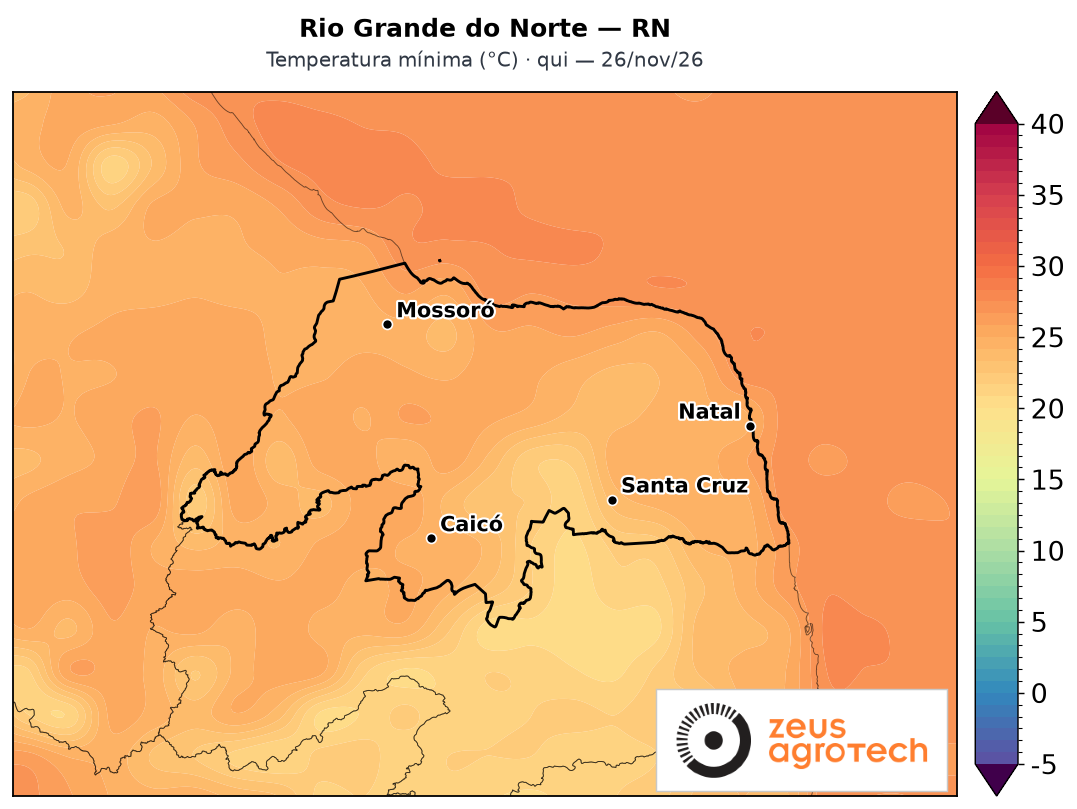 Rio Grande do Norte — RN
Temperatura mínima (°C) · qui — 26/nov/26
Mossoró
Natal
Santa Cruz
Caicó
40
35
30
25
20
15
10
5
0
-5
zeus
agrotech